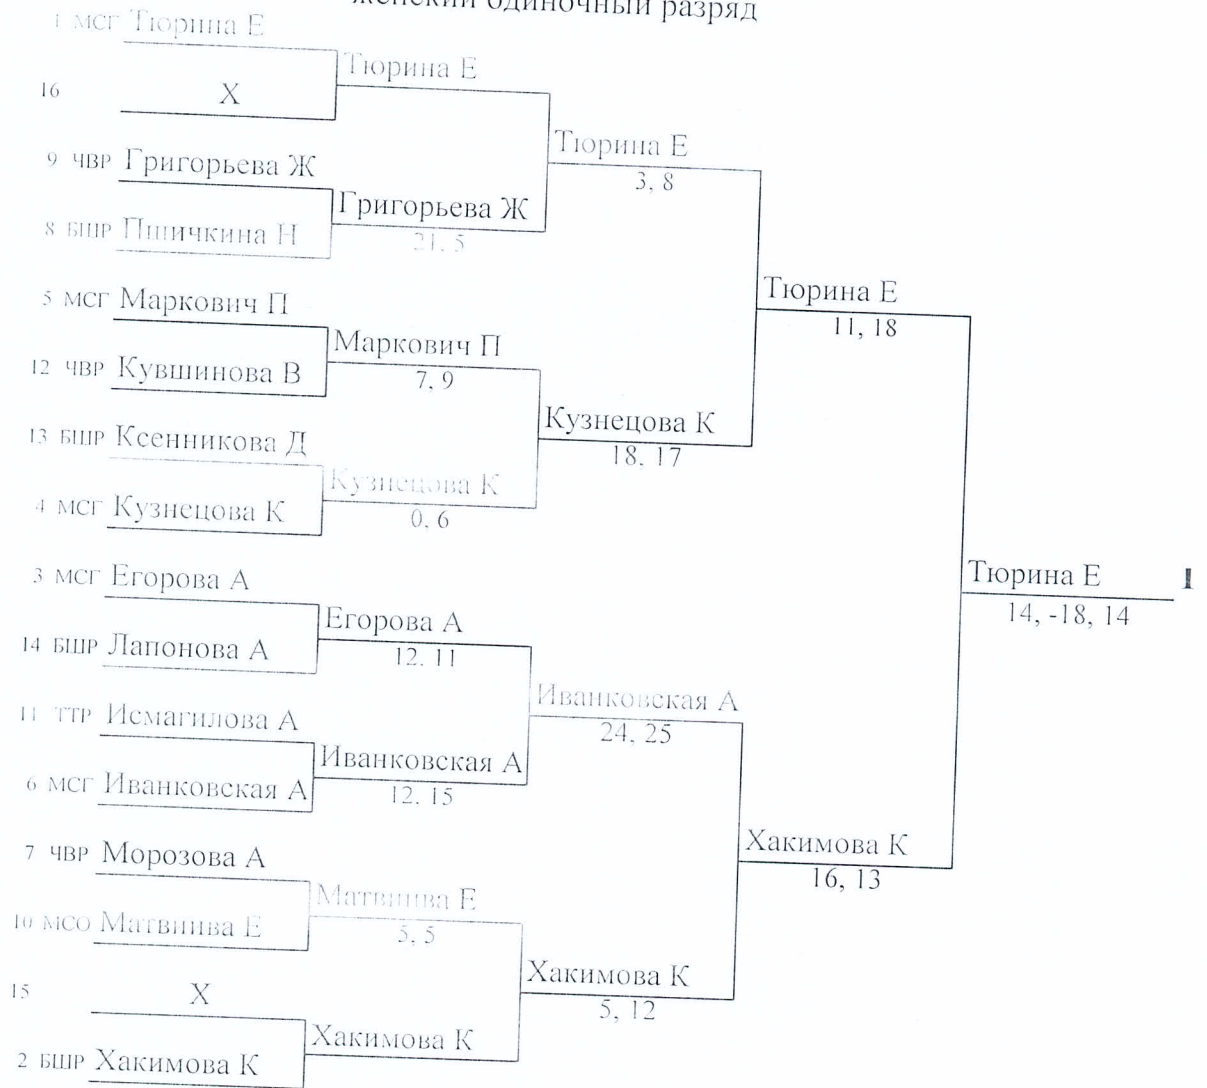 женский одиночный разряд
1 МСГ Тюрина Е
Тюрина Е
16 X
Тюрина Е
3, 8
9 ЧВР Григорьева Ж
Григорьева Ж
21, 5
8 БШР Пшичкина Н
Тюрина Е
11, 18
5 МСГ Маркович П
Маркович П
7, 9
12 ЧВР Кувшинова В
Кузнецова К
18, 17
13 БШР Ксенникова Д
Кузнецова К
0, 6
4 МСГ Кузнецова К
Тюрина Е 1
14, -18, 14
3 МСГ Егорова А
Егорова А
12, 11
14 БШР Лапонова А
Иванковская А
24, 25
11 ТТР Исмагилова А
Иванковская А
12, 15
6 МСГ Иванковская А
Хакимова К
16, 13
7 ЧВР Морозова А
Матвиива Е
5, 5
10 МСО Матвиива Е
Хакимова К
5, 12
15 X
Хакимова К
2 БШР Хакимова К